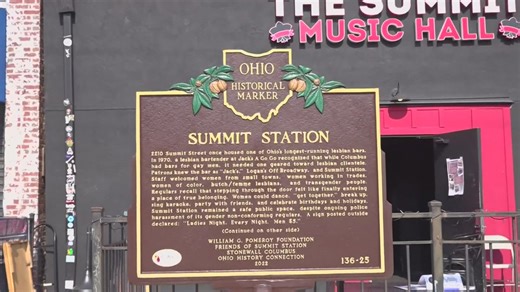 THE SUMMIT
MUSIC HALL
OHIO
HISTORICAL
MARKER
SUMMIT STATION
2210 Summit Street once housed one of Ohio's longest-running lesbian bars.
In 1970, a lesbian bartender at Jack's A Go Go recognized that while Columbus
had bars for gay men, it needed one geared toward lesbian clientele.
Patrons knew the bar as "Jack's," Logan's Off Broadway, and Summit Station.
Staff welcomed women from small towns, women working in trades,
women of color, butch/femme lesbians, and transgender people.
Regulars recall that stepping through the door felt like finally entering
a place of true belonging. Women could dance, "get together," break up,
sing karaoke, party with friends, and celebrate birthdays and holidays.
Summit Station remained a safe public space, despite ongoing police
harassment of its gender non-conforming regulars. A sign posted outside
declared: "Ladies Night. Every Night. Men $3."
(Continued on other side)
WILLIAM G. POMEROY FOUNDATION
FRIENDS OF SUMMIT STATION
STONEWALL COLUMBUS
OHIO HISTORY CONNECTION
2023
136-25